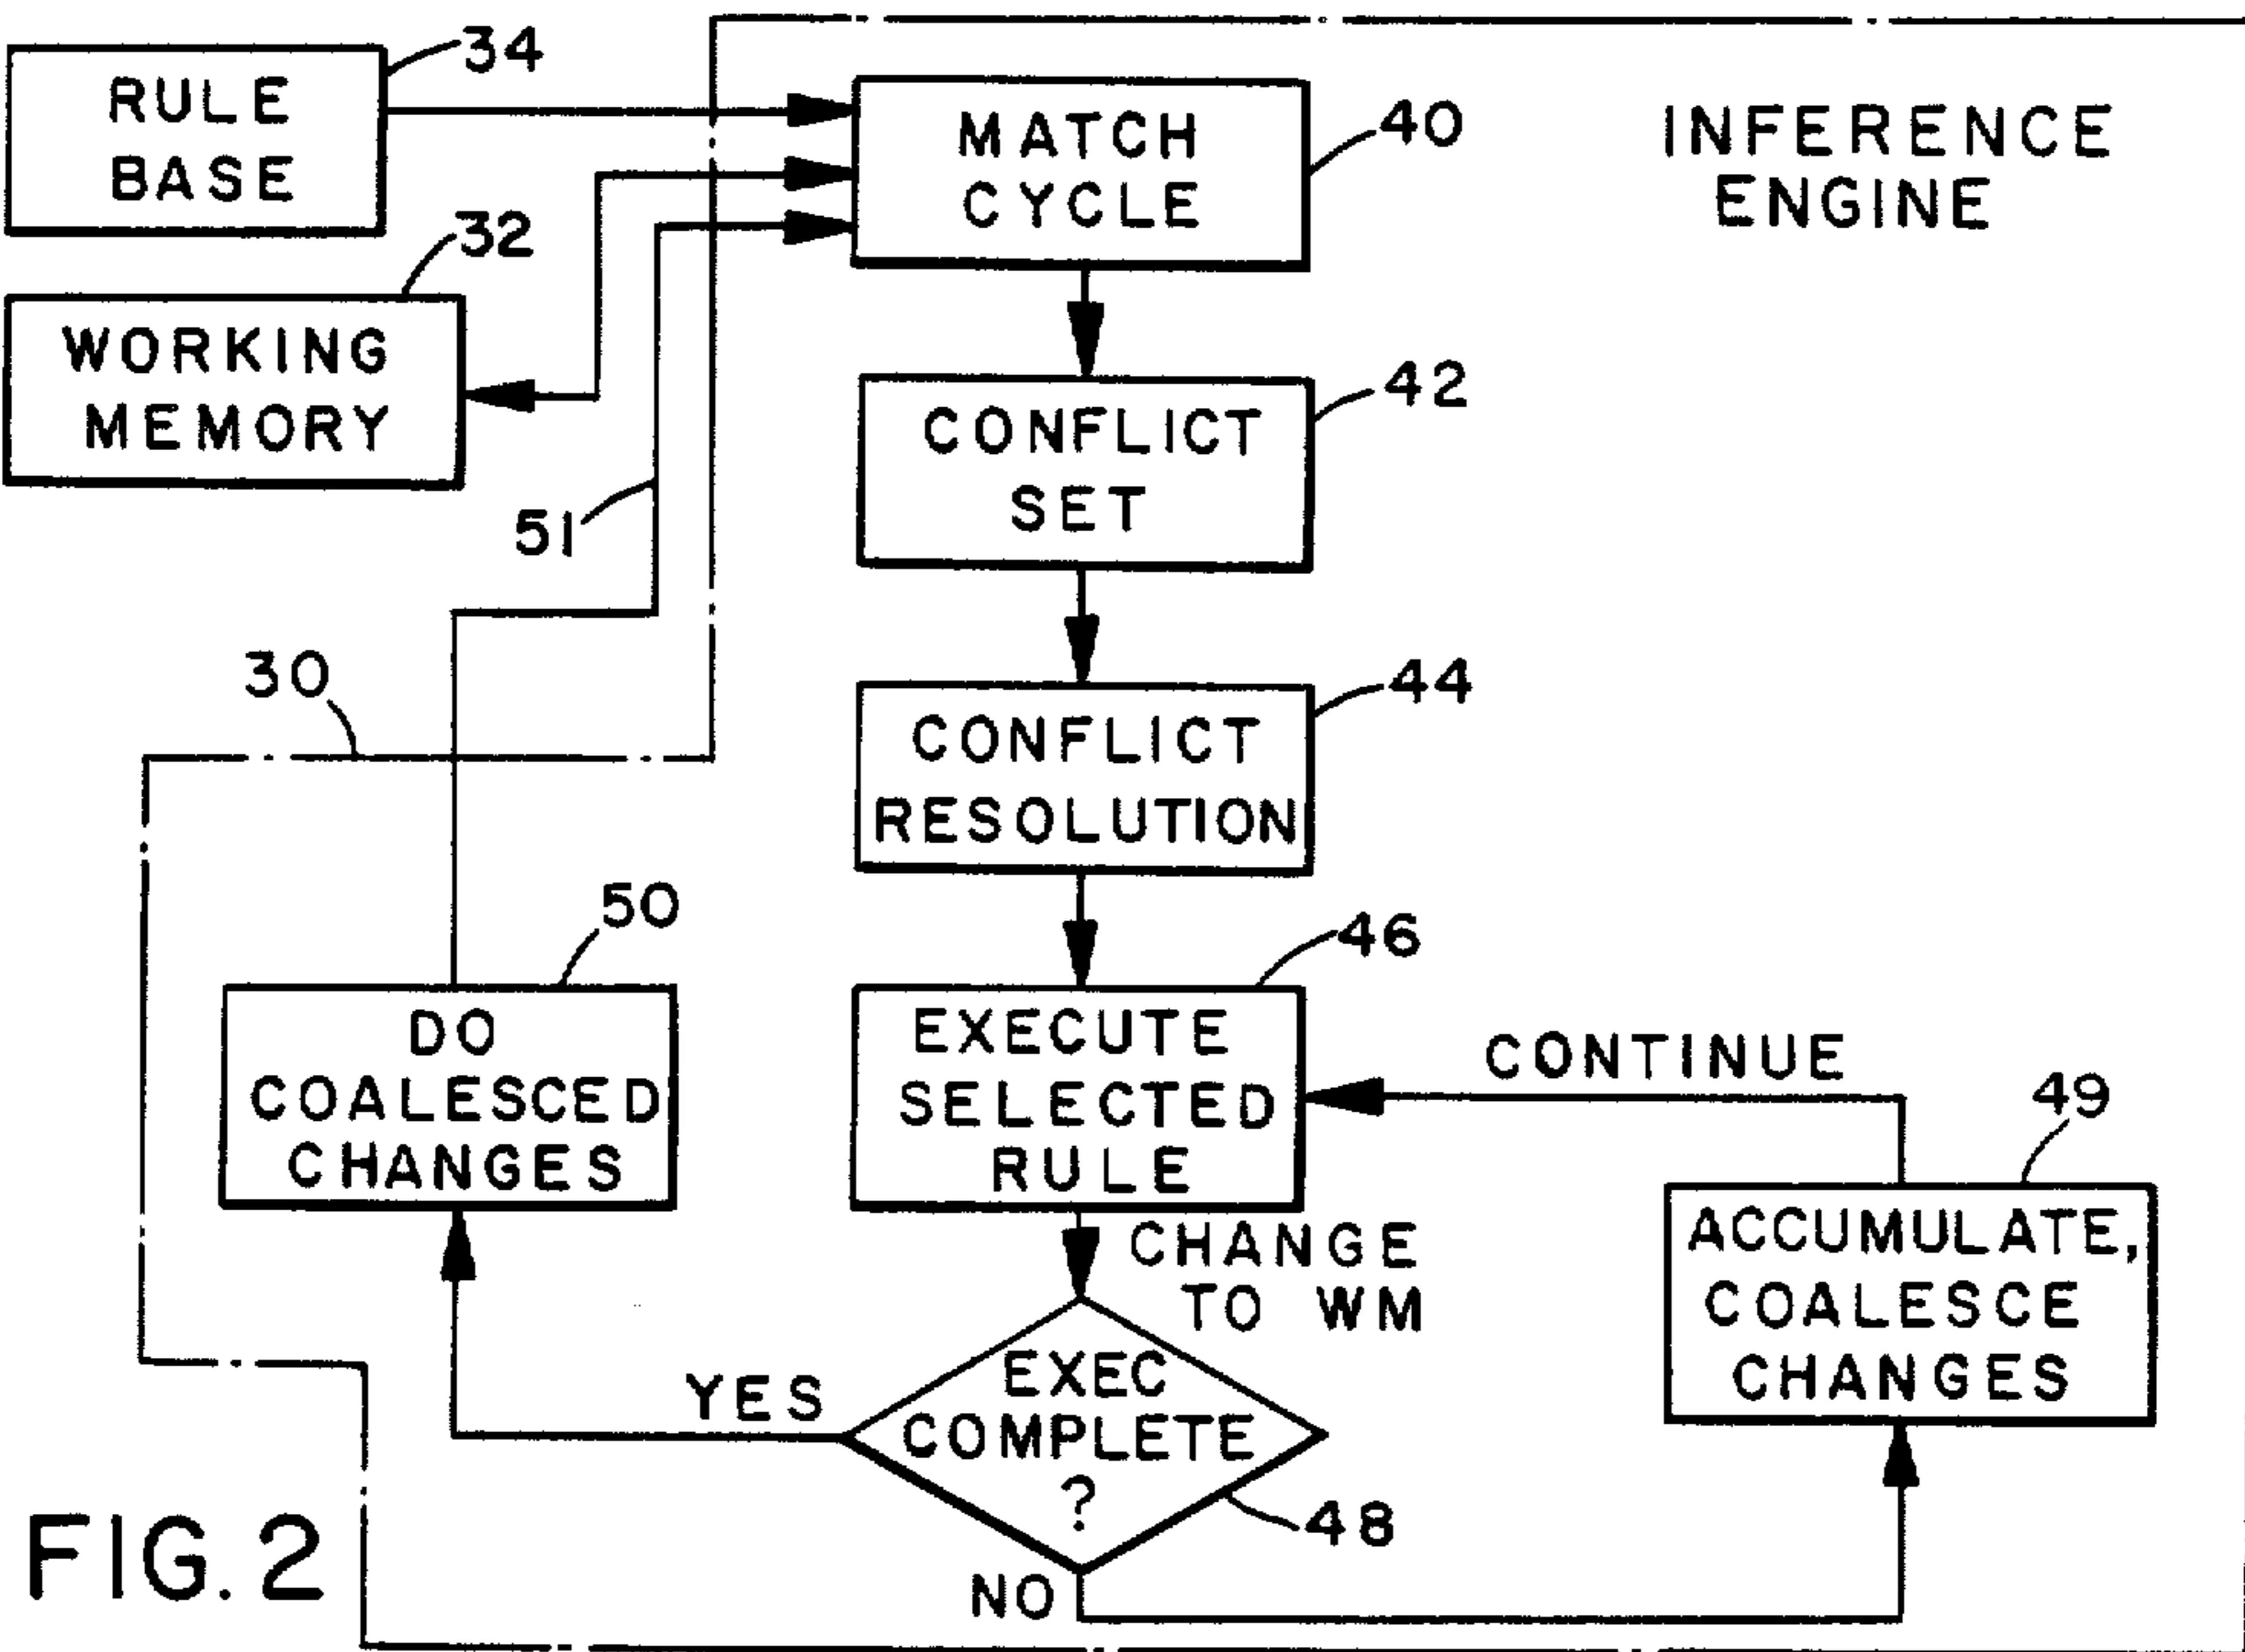 RULE
BASE
34
WORKING
MEMORY
32
MATCH
CYCLE
40
INFERENCE
ENGINE
CONFLICT
SET
42
51
30
CONFLICT
RESOLUTION
44
DO
COALESCED
CHANGES
50
EXECUTE
SELECTED
RULE
46
CONTINUE
49
ACCUMULATE,
COALESCE
CHANGES
CHANGE
TO WM
YES
EXEC
COMPLETE
?
48
NO
FIG. 2